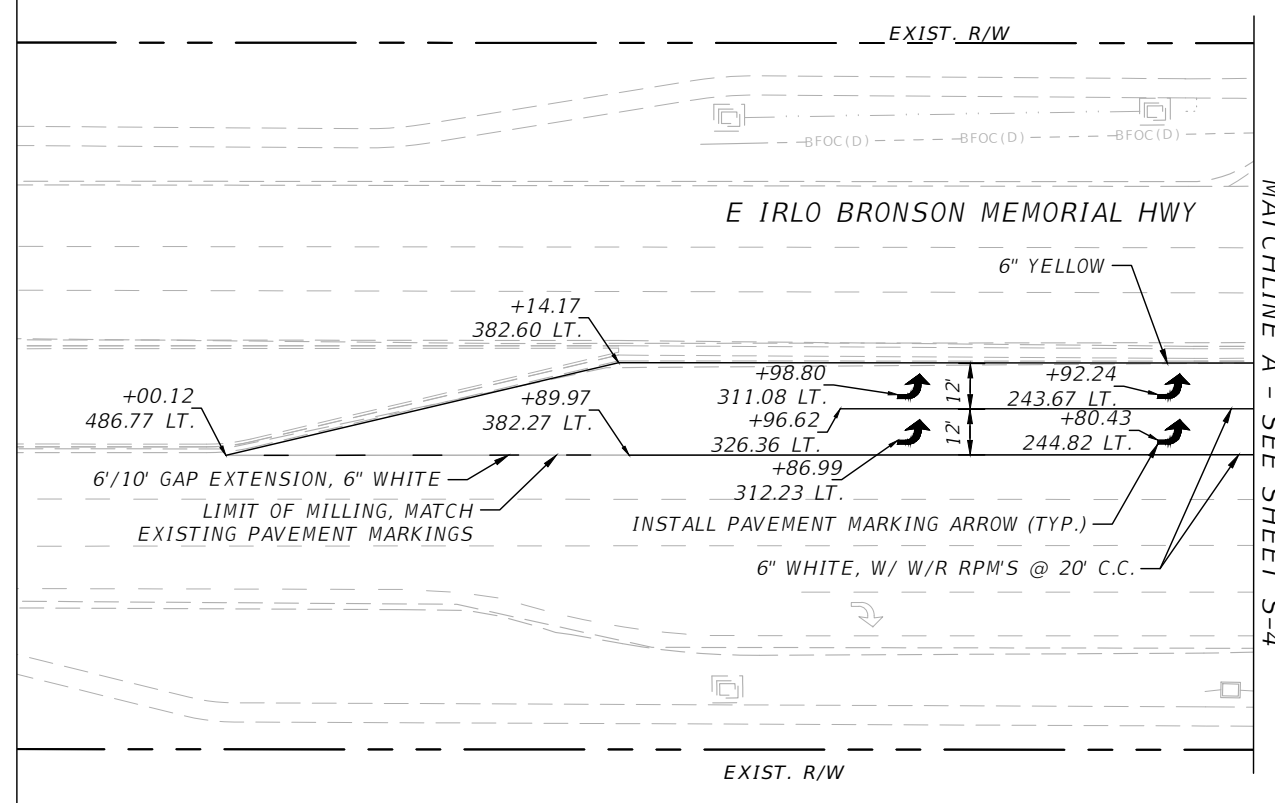 EXIST. R/W
BFOC(D)
BFOC(D)
BFOC(D)
E IRLO BRONSON MEMORIAL HWY
6" YELLOW
+14.17
382.60 LT.
+00.12
486.77 LT.
+89.97
382.27 LT.
+98.80
311.08 LT.
+96.62
326.36 LT.
+86.99
312.23 LT.
12'
12'
+92.24
243.67 LT.
+80.43
244.82 LT.
6'/10' GAP EXTENSION, 6" WHITE
LIMIT OF MILLING, MATCH
EXISTING PAVEMENT MARKINGS
INSTALL PAVEMENT MARKING ARROW (TYP.)
6" WHITE, W/ W/R RPM'S @ 20' C.C.
EXIST. R/W
MATCHLINE A - SEE SHEET S-4